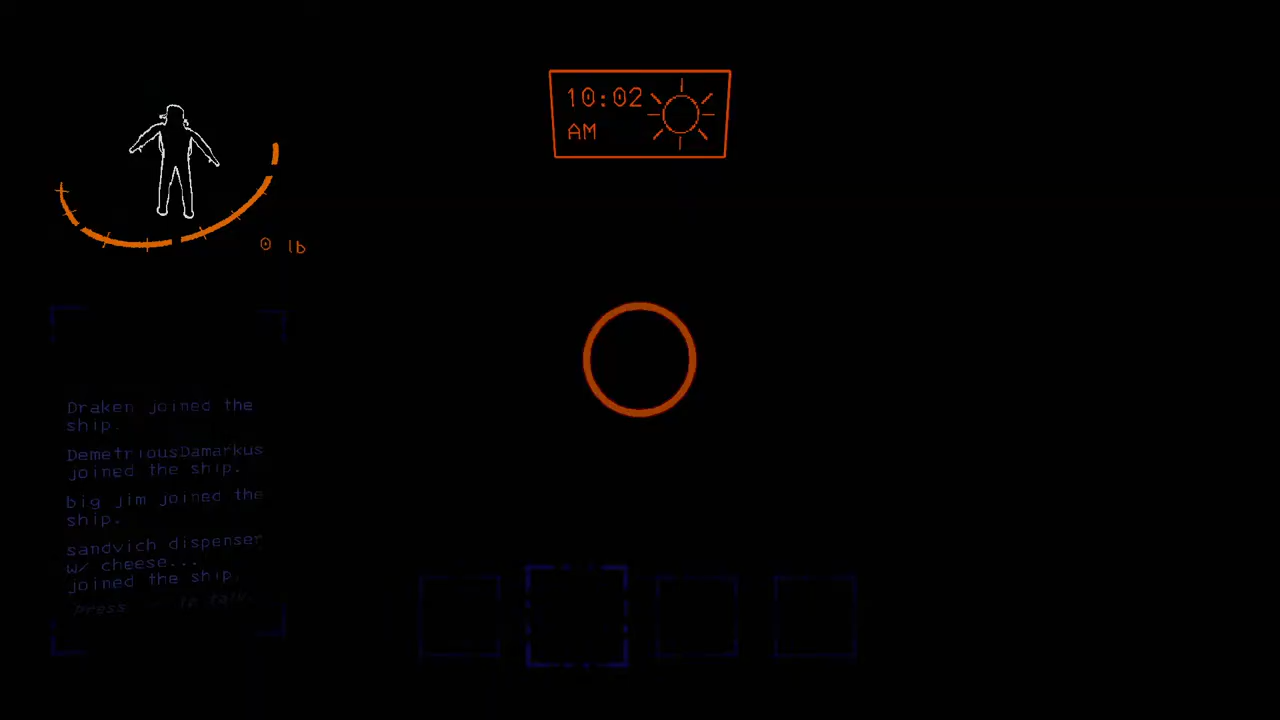 10:02
AM
0 lb
Draken joined the
ship.
DemetriousDamarkus
joined the ship.
big jim joined the
ship.
sandvich dispenser
w/ cheese...
joined the ship.
Press to talk.